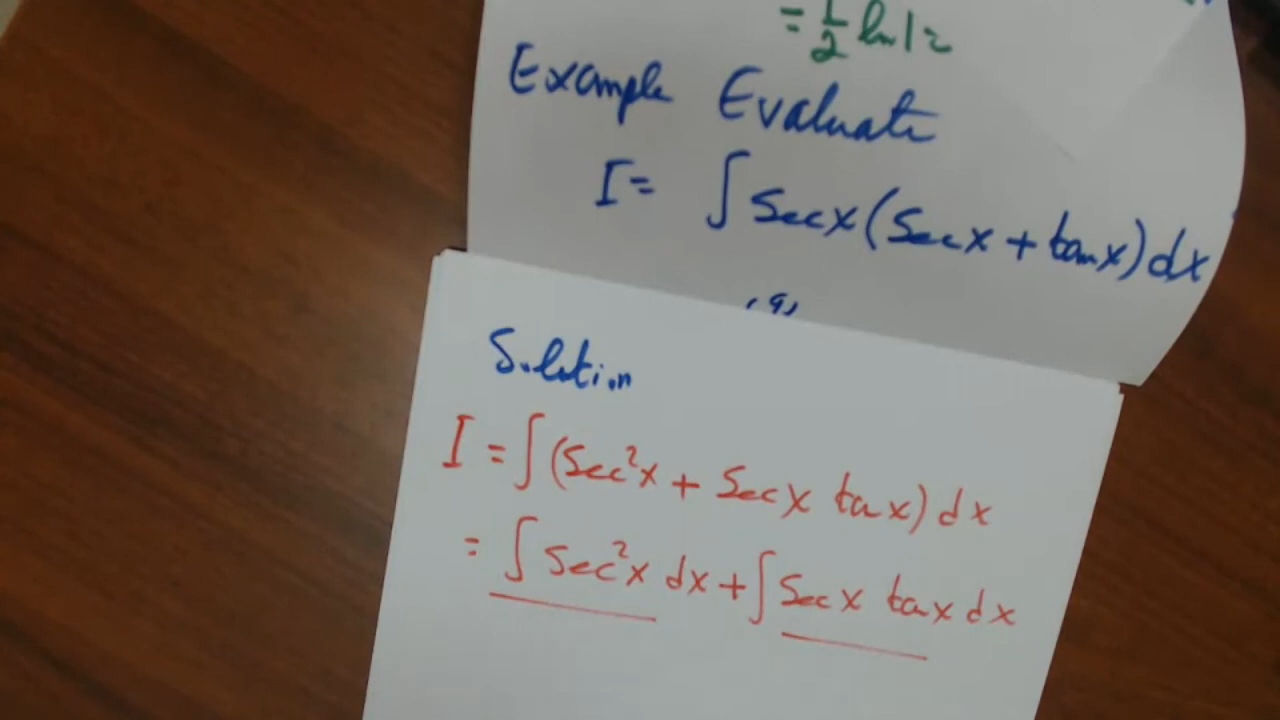 = 1/2 ln 12
Example Evaluate
I = ∫ Secx (Secx + tanx) dx
Solution
I = ∫ (Sec²x + Secx tanx) dx
= ∫ Sec²x dx + ∫ Secx tanx dx